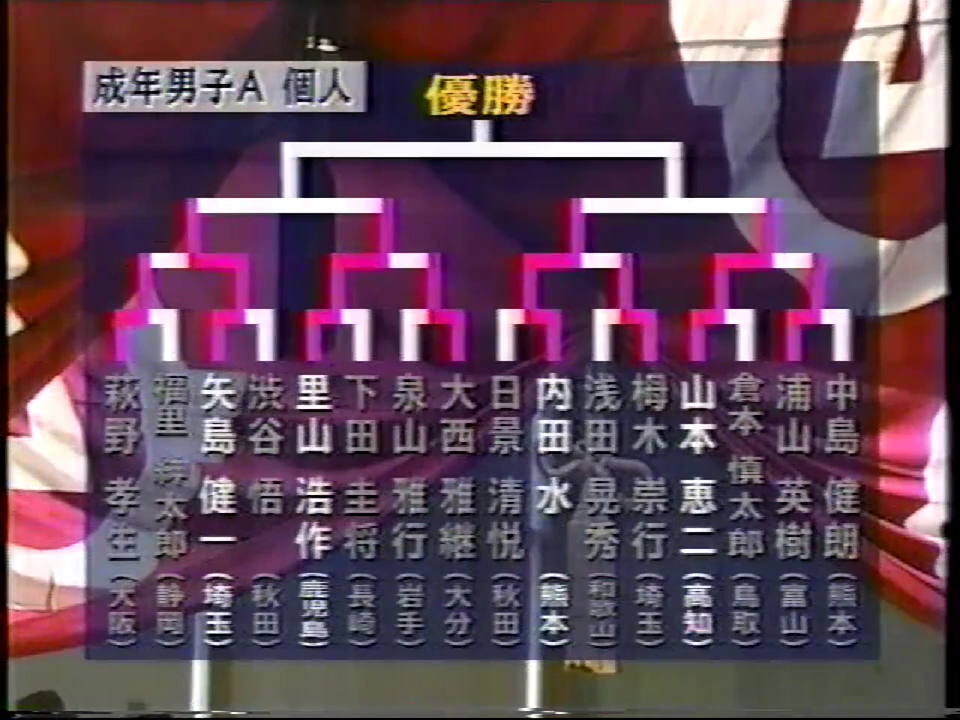 成年男子A 個人
優勝
萩野 孝生（大阪）
福里 太郎（静岡）
矢島 健一（埼玉）
渋谷 悟（秋田）
里山 浩作（鹿児島）
下田 圭将（長崎）
泉山 雅行（岩手）
大西 雅継（大分）
日景 清悦（秋田）
内田 水（熊本）
浅田 晃秀（和歌山）
栂木 崇行（埼玉）
山本 恵二（高知）
倉本 慎太郎（鳥取）
浦山 英樹（富山）
中島 健朗（熊本）